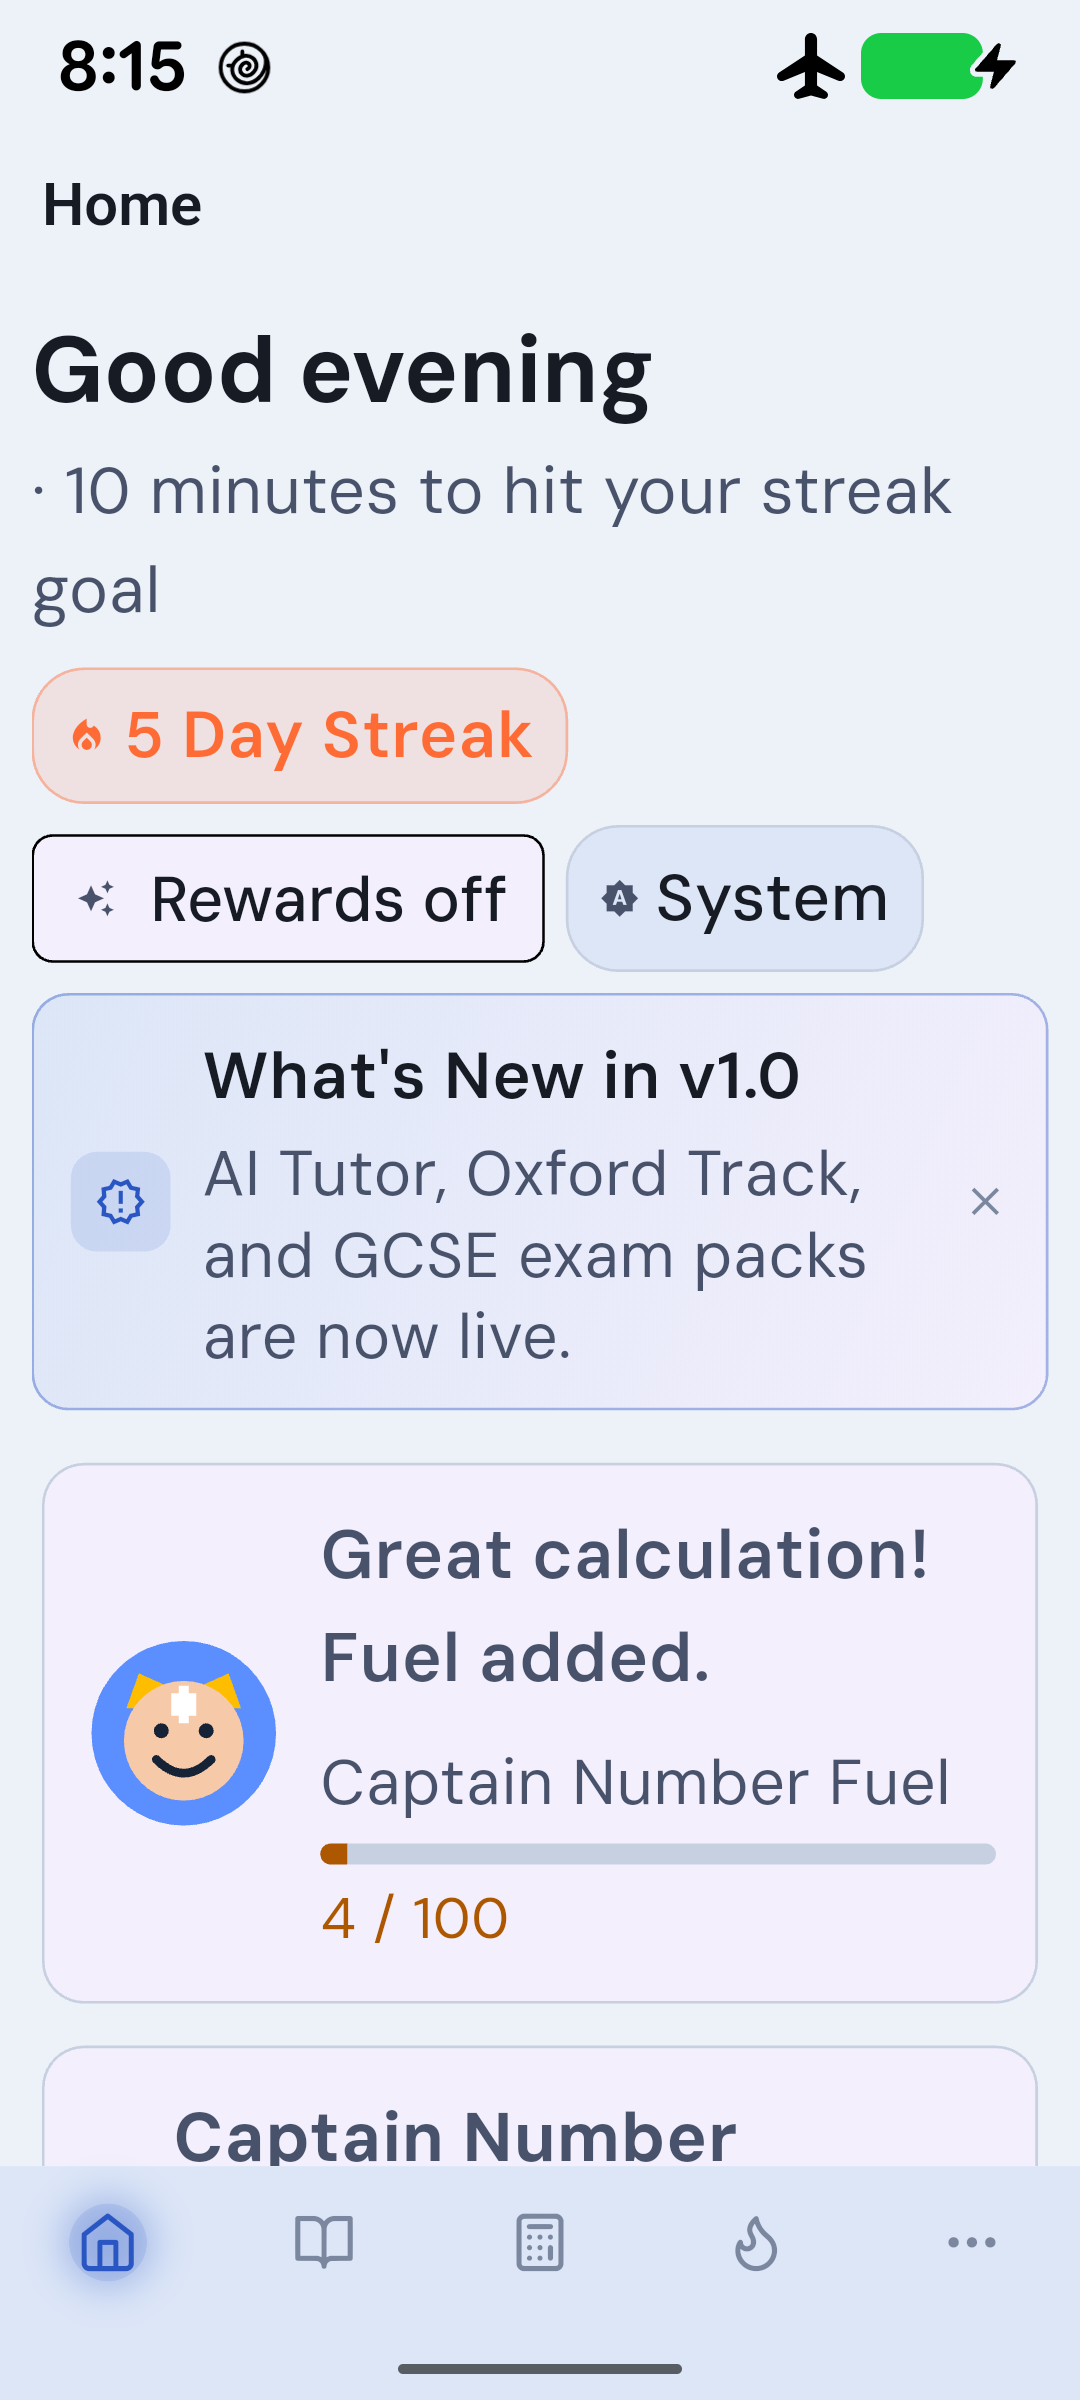 8:15
Home
Good evening
· 10 minutes to hit your streak
goal
5 Day Streak
Rewards off
A System
What's New in v1.0
AI Tutor, Oxford Track,
and GCSE exam packs
are now live.
Great calculation!
Fuel added.
Captain Number Fuel
4 / 100
Captain Number